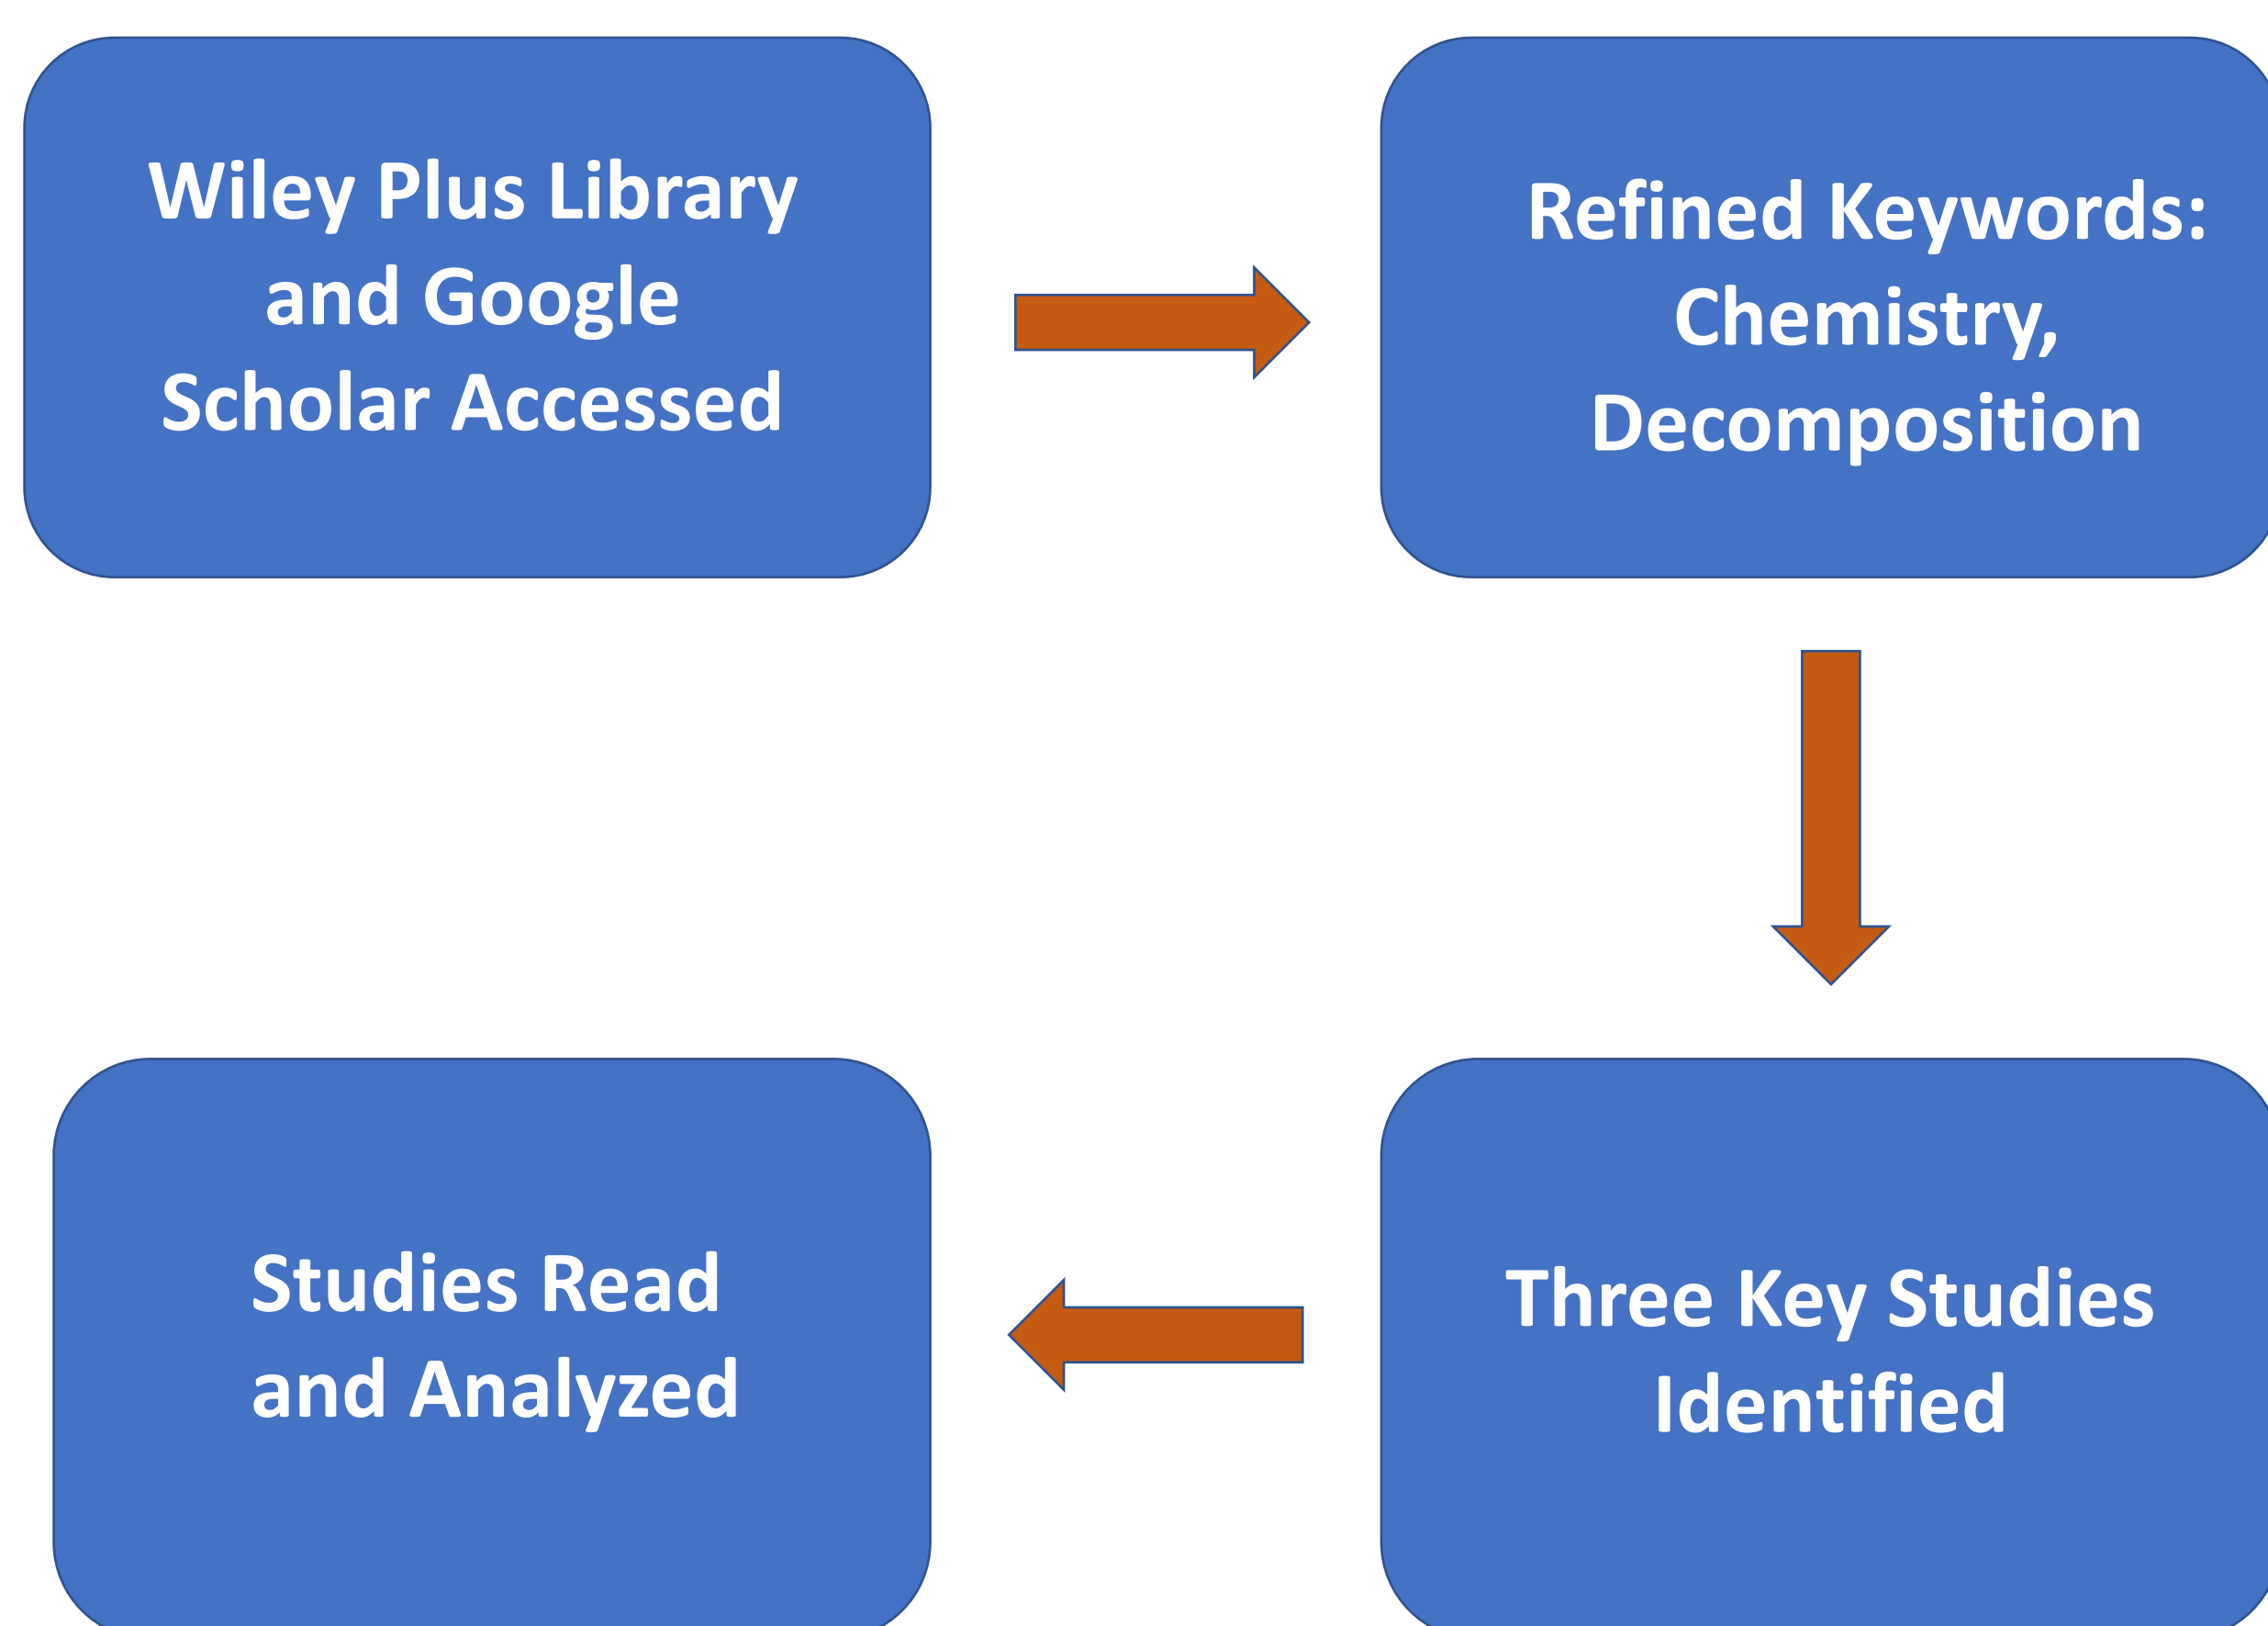 Wiley Plus Library
and Google
Scholar Accessed
Refined Keywords:
Chemistry,
Decomposition
Three Key Studies
Identified
Studies Read
and Analyzed